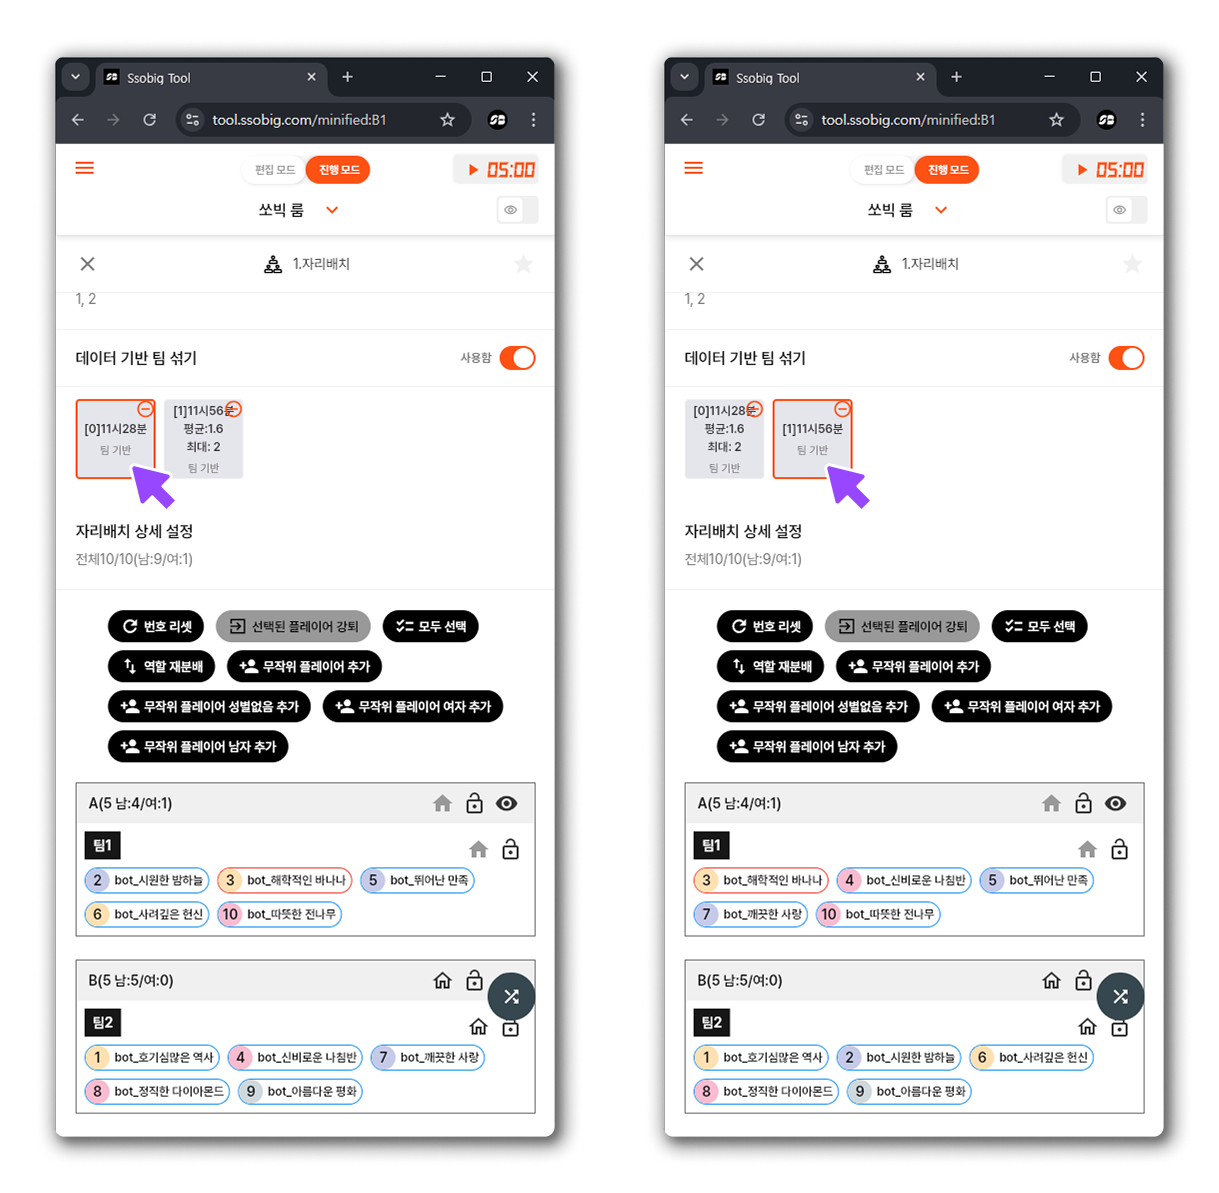 Ssobig Tool
tool.ssobig.com/minified:B1
편집 모드 진행 모드 05:00
쏘빅 룸
1.자리배치
1, 2
데이터 기반 팀 섞기 사용함
[0]11시28분
팀 기반
[1]11시56분
평균:1.6
최대: 2
팀 기반
자리배치 상세 설정
전체10/10(남:9/여:1)
번호 리셋 선택된 플레이어 강퇴 모두 선택
역할 재분배 무작위 플레이어 추가
무작위 플레이어 성별없음 추가 무작위 플레이어 여자 추가
무작위 플레이어 남자 추가
A(5 남:4/여:1)
팀1
2 bot_시원한 밤하늘 3 bot_해학적인 바나나 5 bot_뛰어난 만족
6 bot_사려깊은 헌신 10 bot_따뜻한 전나무
B(5 남:5/여:0)
팀2
1 bot_호기심많은 역사 4 bot_신비로운 나침반 7 bot_깨끗한 사랑
8 bot_정직한 다이아몬드 9 bot_아름다운 평화
Ssobig Tool
tool.ssobig.com/minified:B1
편집 모드 진행 모드 05:00
쏘빅 룸
1.자리배치
1, 2
데이터 기반 팀 섞기 사용함
[0]11시28분
평균:1.6
최대: 2
팀 기반
[1]11시56분
팀 기반
자리배치 상세 설정
전체10/10(남:9/여:1)
번호 리셋 선택된 플레이어 강퇴 모두 선택
역할 재분배 무작위 플레이어 추가
무작위 플레이어 성별없음 추가 무작위 플레이어 여자 추가
무작위 플레이어 남자 추가
A(5 남:4/여:1)
팀1
3 bot_해학적인 바나나 4 bot_신비로운 나침반 5 bot_뛰어난 만족
7 bot_깨끗한 사랑 10 bot_따뜻한 전나무
B(5 남:5/여:0)
팀2
1 bot_호기심많은 역사 2 bot_시원한 밤하늘 6 bot_사려깊은 헌신
8 bot_정직한 다이아몬드 9 bot_아름다운 평화